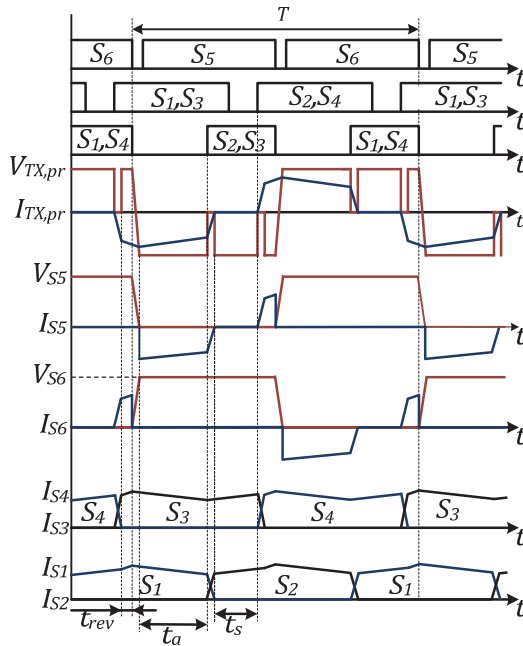 T
S6 S5 S6 S5
t
S1,S3 S2,S4 S1,S3
t
S1,S4 S2,S3 S1,S4
t
VTX,pr
ITX,pr
t
VS5
IS5
t
VS6
IS6
t
IS4
S4 S3 S4 S3
IS3
t
IS1
S1 S2 S1
IS2
t
trev ta ts